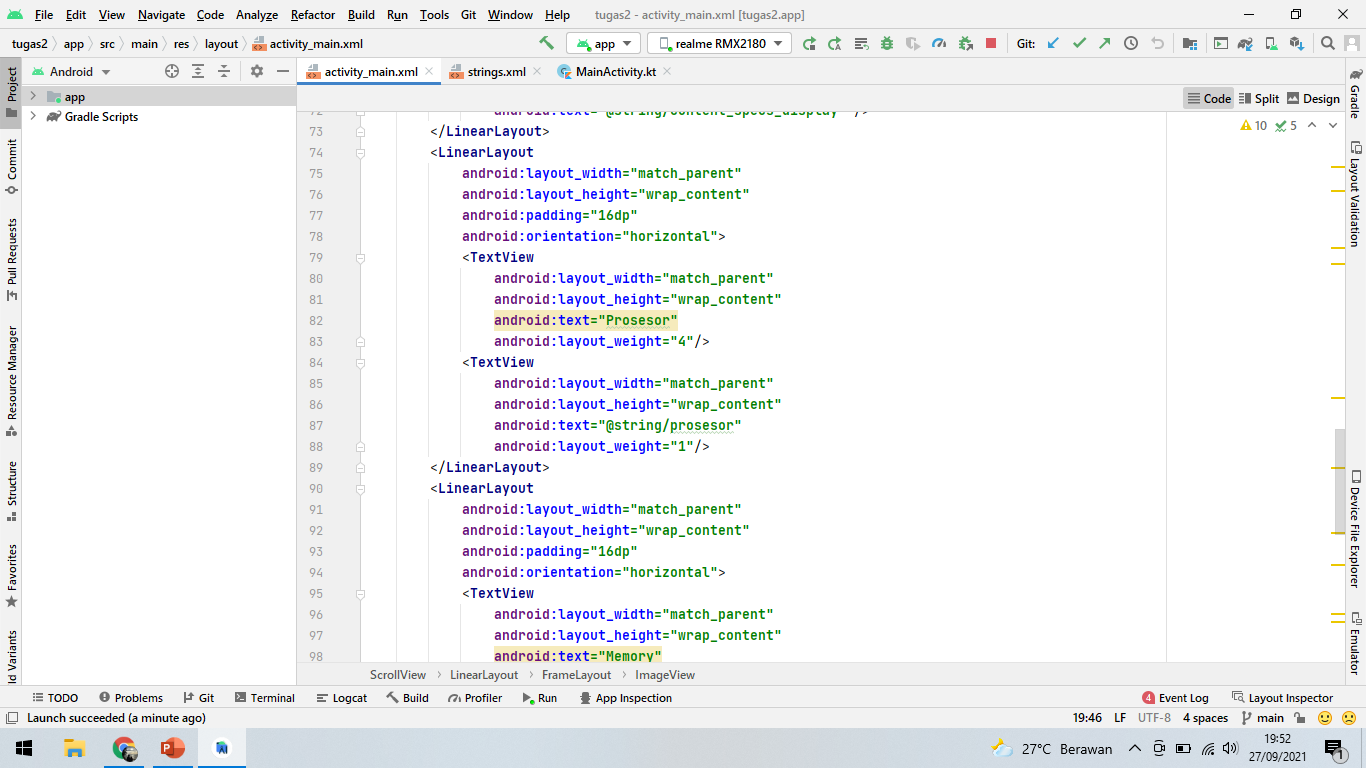 File Edit View Navigate Code Analyze Refactor Build Run Tools Git Window Help tugas2 - activity_main.xml [tugas2.app]
tugas2 app src main res layout activity_main.xml app realme RMX2180 Git:
Android activity_main.xml strings.xml MainActivity.kt
app
Gradle Scripts
Code Split Design
10 5
72 android:text="@string/content_specs_display" />
73 </LinearLayout>
74 <LinearLayout
75 android:layout_width="match_parent"
76 android:layout_height="wrap_content"
77 android:padding="16dp"
78 android:orientation="horizontal">
79 <TextView
80 android:layout_width="match_parent"
81 android:layout_height="wrap_content"
82 android:text="Prosesor"
83 android:layout_weight="4"/>
84 <TextView
85 android:layout_width="match_parent"
86 android:layout_height="wrap_content"
87 android:text="@string/prosesor"
88 android:layout_weight="1"/>
89 </LinearLayout>
90 <LinearLayout
91 android:layout_width="match_parent"
92 android:layout_height="wrap_content"
93 android:padding="16dp"
94 android:orientation="horizontal">
95 <TextView
96 android:layout_width="match_parent"
97 android:layout_height="wrap_content"
98 android:text="Memory"
ScrollView LinearLayout FrameLayout ImageView
Project
Commit
Pull Requests
Resource Manager
Structure
Favorites
ld Variants
Gradle
Layout Validation
Device File Explorer
Emulator
TODO Problems Git Terminal Logcat Build Profiler Run App Inspection 4 Event Log Layout Inspector
Launch succeeded (a minute ago) 19:46 LF UTF-8 4 spaces main
27°C Berawan 19:52
27/09/2021
1